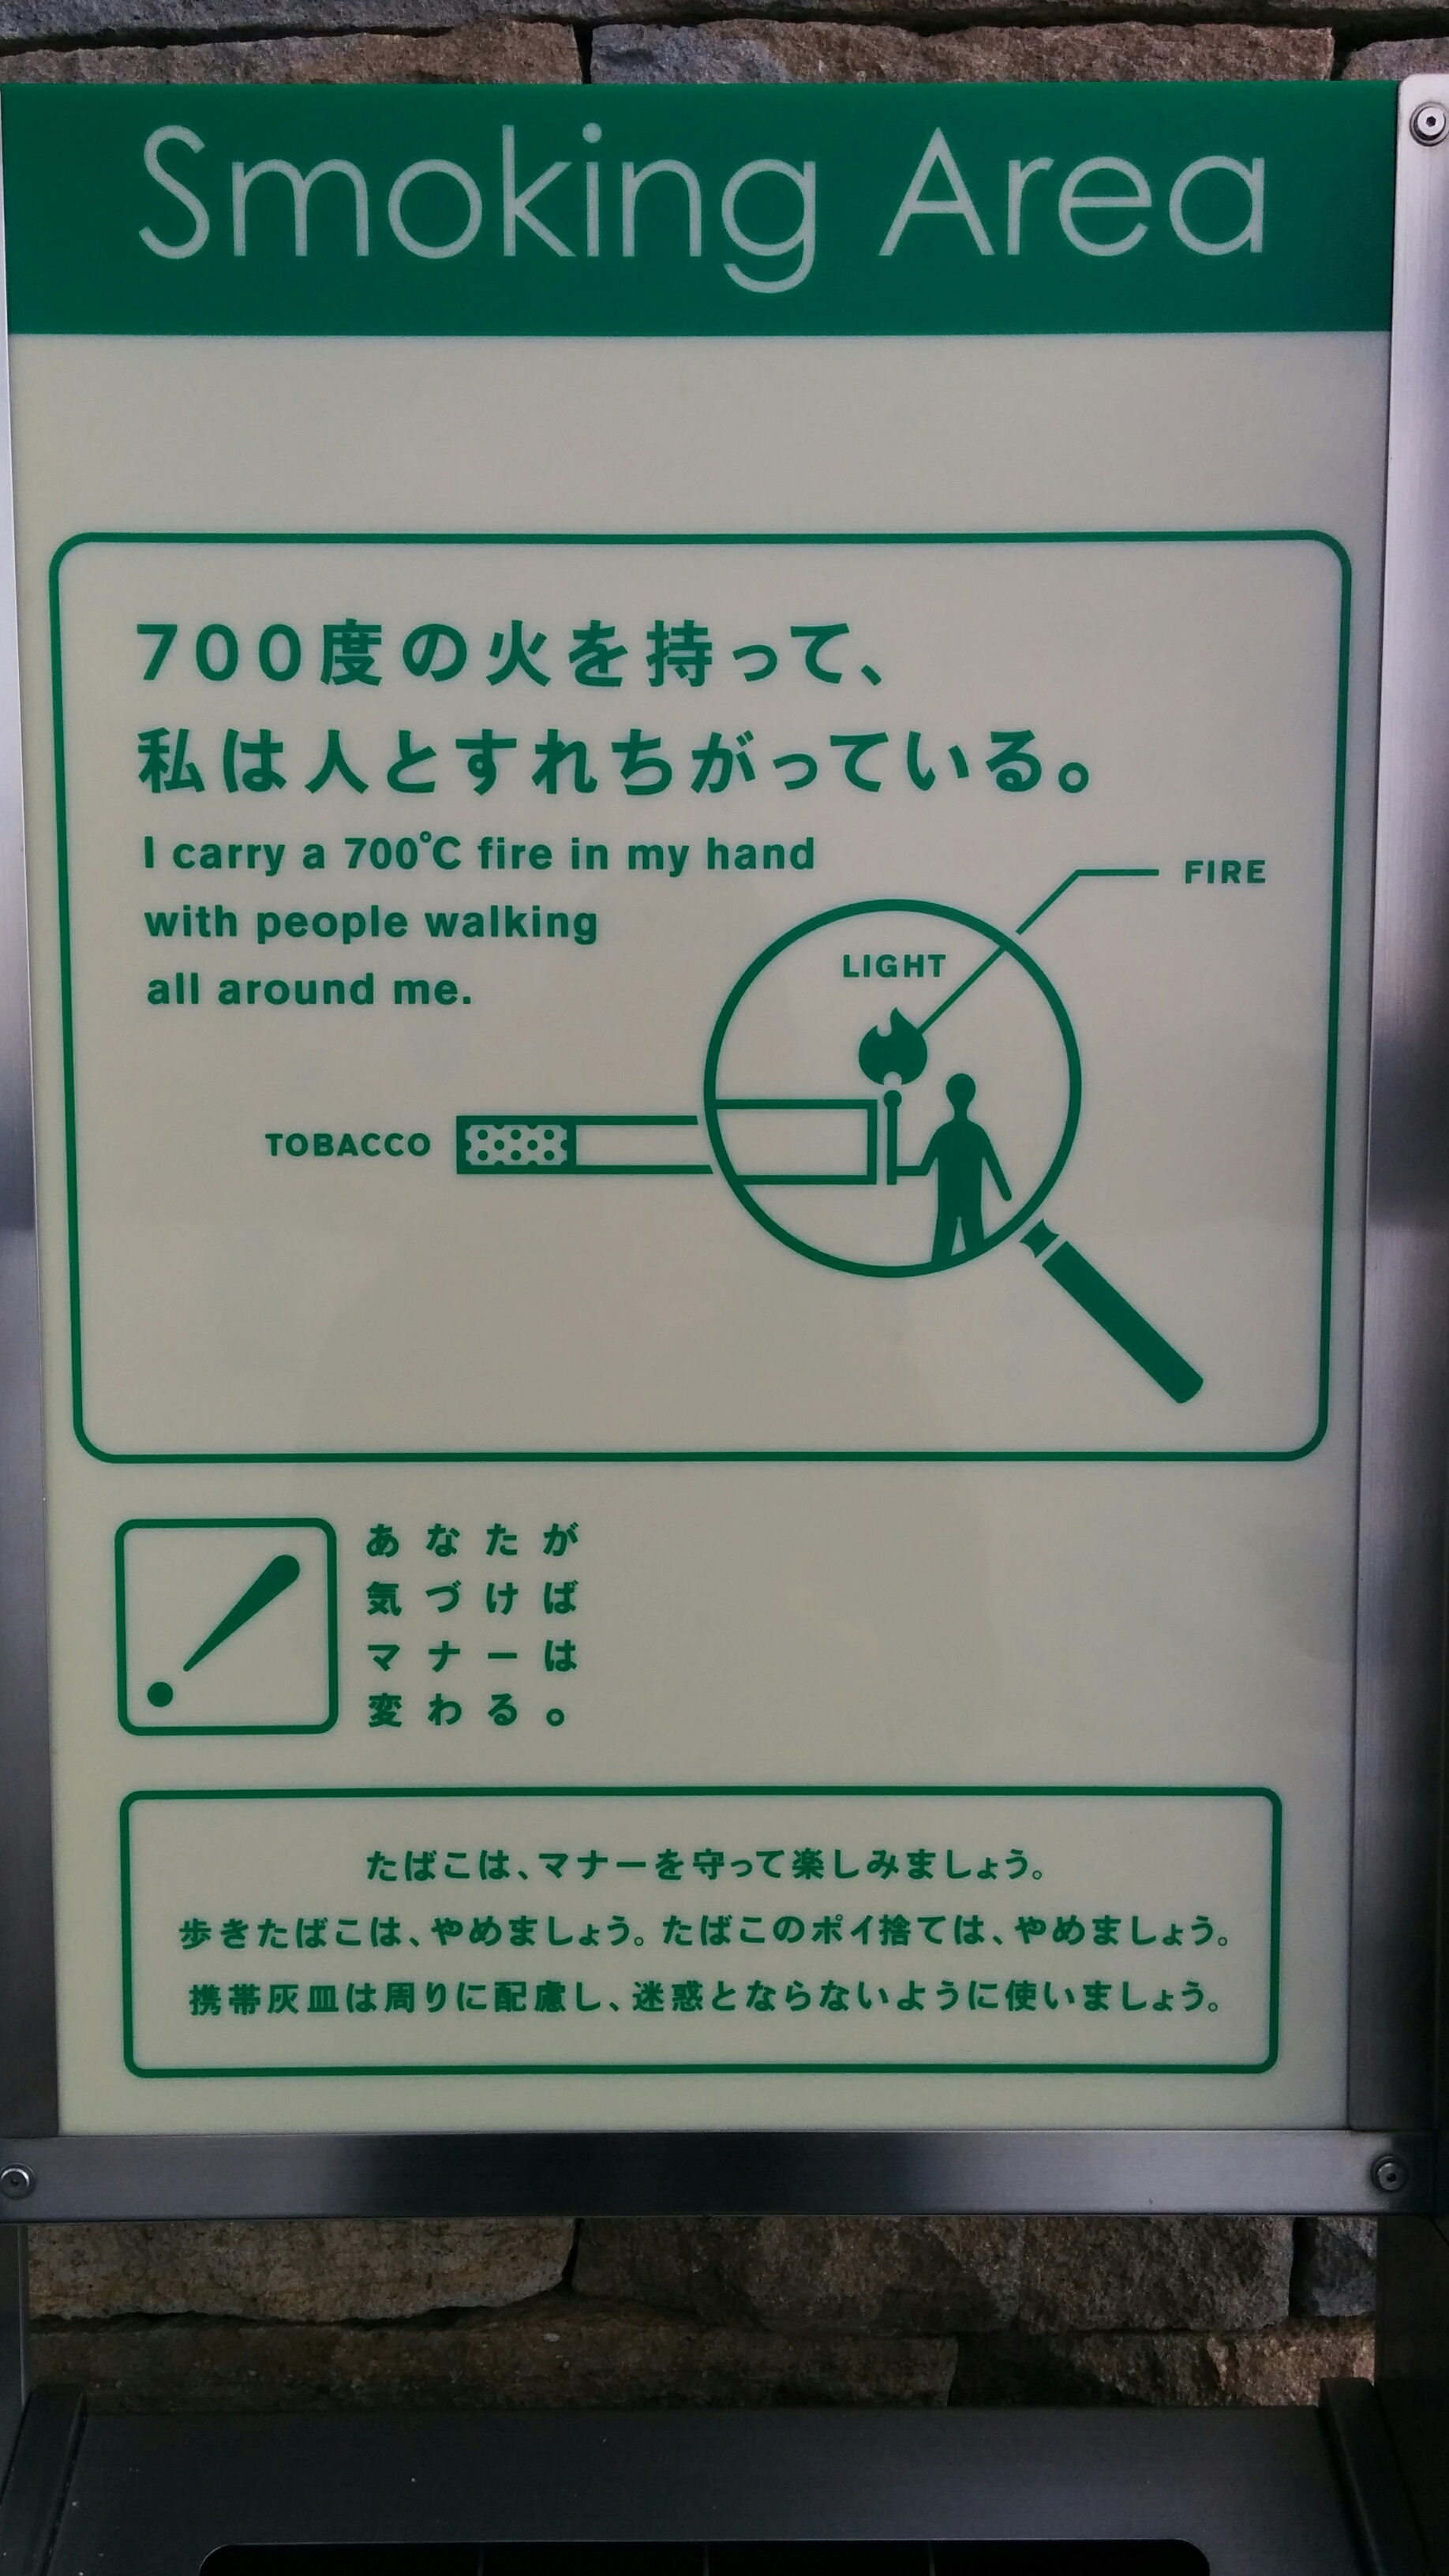 Smoking Area
700度の火を持って、
私は人とすれちがっている。
I carry a 700°C fire in my hand
with people walking
all around me.
FIRE
LIGHT
TOBACCO
あなたが
気づけば
マナーは
変わる。
たばこは、マナーを守って楽しみましょう。
歩きたばこは、やめましょう。たばこのポイ捨ては、やめましょう。
携帯灰皿は周りに配慮し、迷惑とならないように使いましょう。